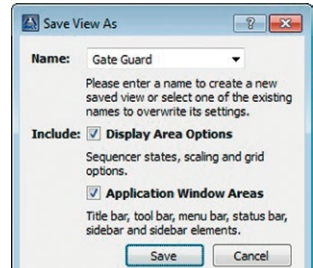 Save View As
Name: Gate Guard
Please enter a name to create a new
saved view or select one of the existing
names to overwrite its settings.
Include: Display Area Options
Sequencer states, scaling and grid
options.
Application Window Areas
Title bar, tool bar, menu bar, status bar,
sidebar and sidebar elements.
Save Cancel